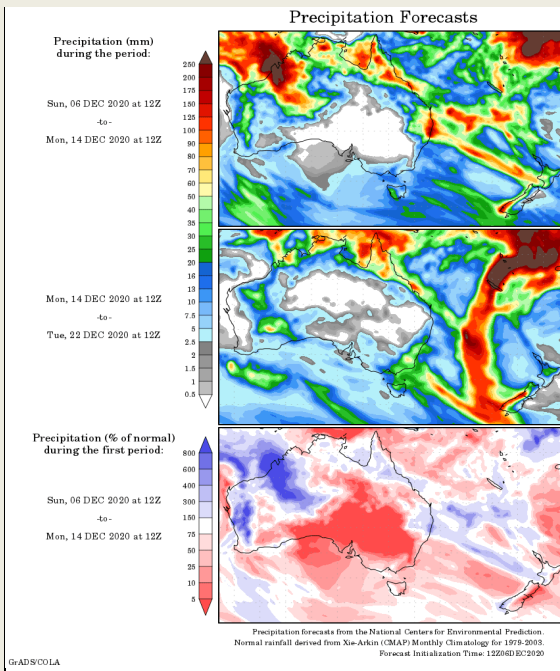 Precipitation Forecasts
Precipitation (mm)
during the period:
Sun, 06 DEC 2020 at 12Z
-to-
Mon, 14 DEC 2020 at 12Z
250
200
175
150
125
100
90
80
70
60
50
40
35
30
25
20
16
13
10
7.5
5
2.5
2
1.5
1
0.5
Mon, 14 DEC 2020 at 12Z
-to-
Tue, 22 DEC 2020 at 12Z
Precipitation (% of normal)
during the first period:
Sun, 06 DEC 2020 at 12Z
-to-
Mon, 14 DEC 2020 at 12Z
800
600
400
300
150
75
50
25
10
5
Precipitation forecasts from the National Centers for Environmental Prediction.
Normal rainfall derived from Xie-Arkin (CMAP) Monthly Climatology for 1979-2003.
Forecast Initialization Time: 12Z06DEC2020
GrADS/COLA